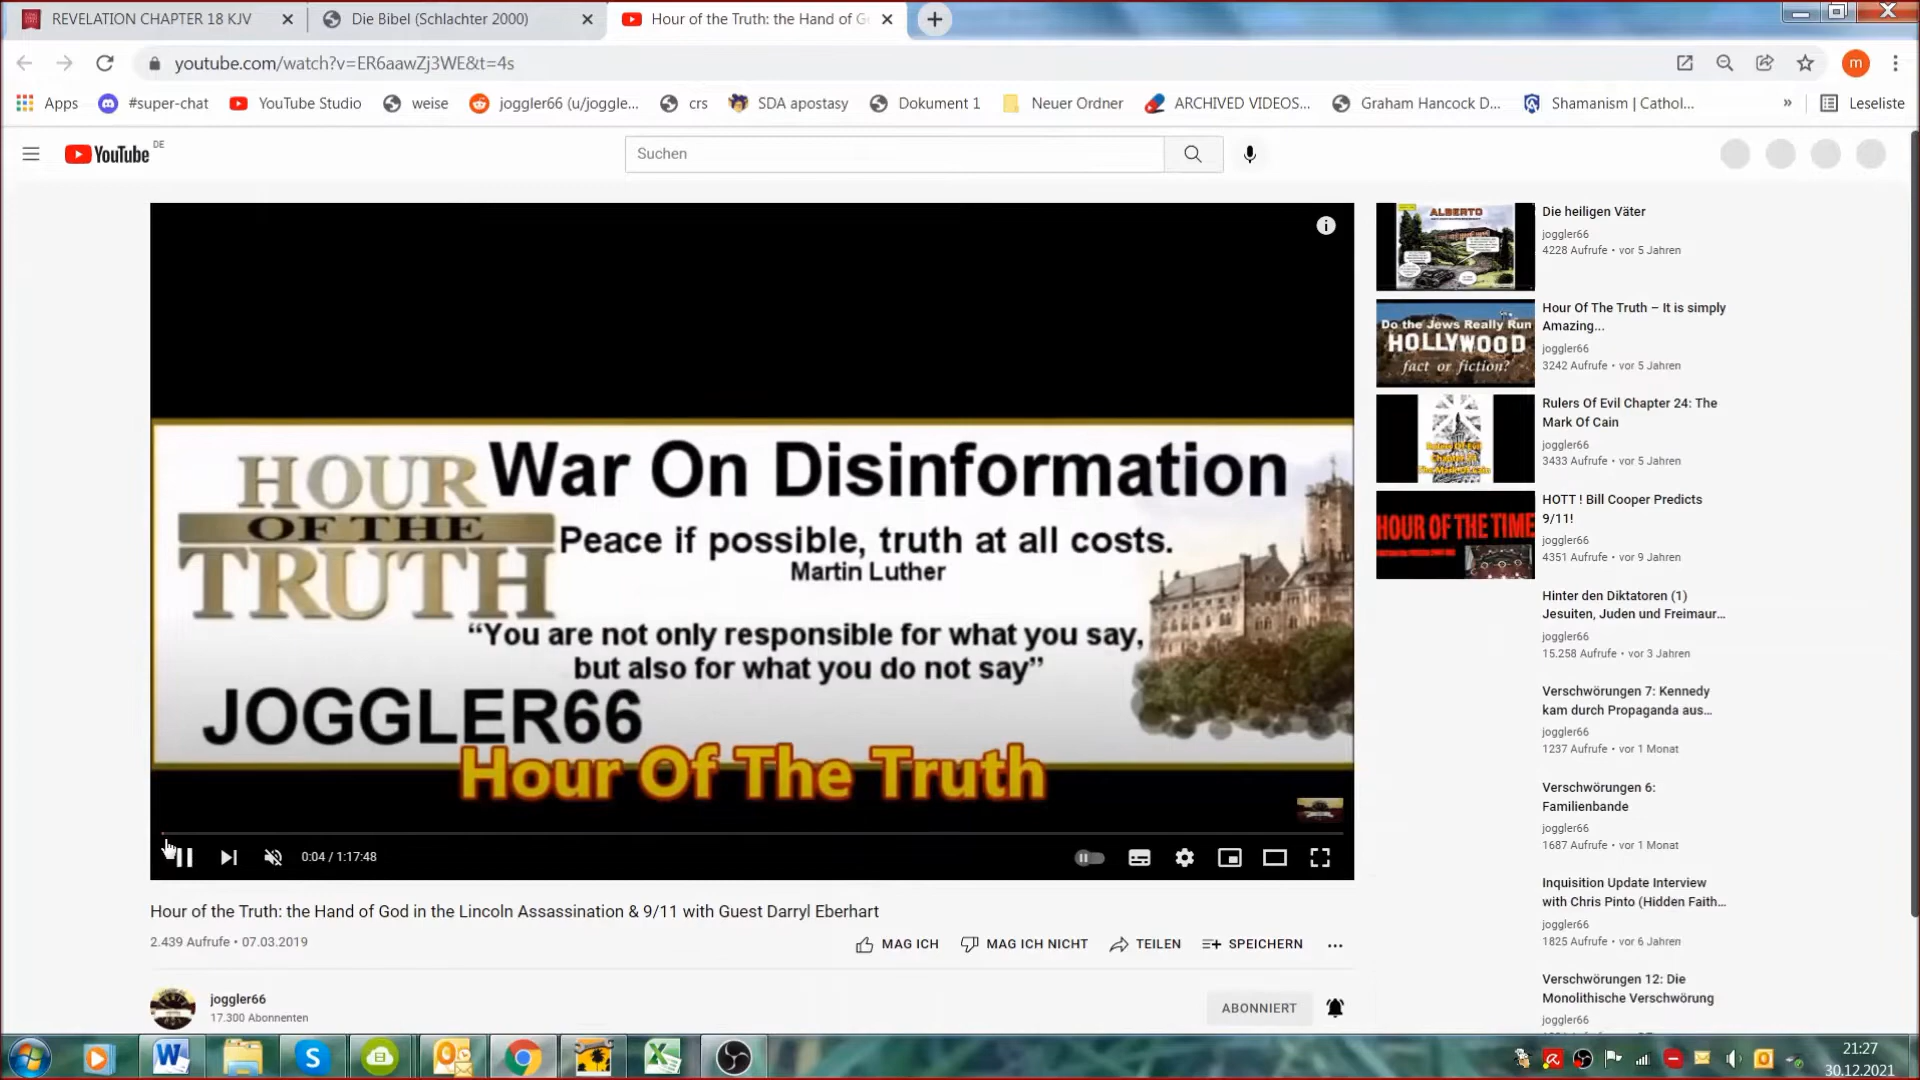 REVELATION CHAPTER 18 KJV
Die Bibel (Schlachter 2000)
Hour of the Truth: the Hand of G
youtube.com/watch?v=ER6aawZj3WE&t=4s
m
Apps
#super-chat
YouTube Studio
weise
joggler66 (u/joggle...
crs
SDA apostasy
Dokument 1
Neuer Ordner
ARCHIVED VIDEOS...
Graham Hancock D...
Shamanism | Cathol...
»
Leseliste
YouTube
DE
Suchen
HOUR
OF THE
TRUTH
War On Disinformation
Peace if possible, truth at all costs.
Martin Luther
“You are not only responsible for what you say,
but also for what you do not say”
JOGGLER66
Hour Of The Truth
0:04 / 1:17:48
Hour of the Truth: the Hand of God in the Lincoln Assassination & 9/11 with Guest Darryl Eberhart
2.439 Aufrufe • 07.03.2019
MAG ICH
MAG ICH NICHT
TEILEN
SPEICHERN
joggler66
17.300 Abonnenten
ABONNIERT
ALBERTO
Die heiligen Väter
joggler66
4228 Aufrufe • vor 5 Jahren
Do the Jews Really Run
HOLLYWOOD
fact or fiction?
Hour Of The Truth – It is simply
Amazing...
joggler66
3242 Aufrufe • vor 5 Jahren
Rulers Of Evil
Chapter 24:
The Mark Of Cain
Rulers Of Evil Chapter 24: The
Mark Of Cain
joggler66
3433 Aufrufe • vor 5 Jahren
HOUR OF THE TIME
HOTT ! Bill Cooper Predicts
9/11!
joggler66
4351 Aufrufe • vor 9 Jahren
Hinter den Diktatoren (1)
Jesuiten, Juden und Freimaur...
joggler66
15.258 Aufrufe • vor 3 Jahren
Verschwörungen 7: Kennedy
kam durch Propaganda aus...
joggler66
1237 Aufrufe • vor 1 Monat
Verschwörungen 6:
Familienbande
joggler66
1687 Aufrufe • vor 1 Monat
Inquisition Update Interview
with Chris Pinto (Hidden Faith...
joggler66
1825 Aufrufe • vor 6 Jahren
Verschwörungen 12: Die
Monolithische Verschwörung
joggler66
21:27
30.12.2021